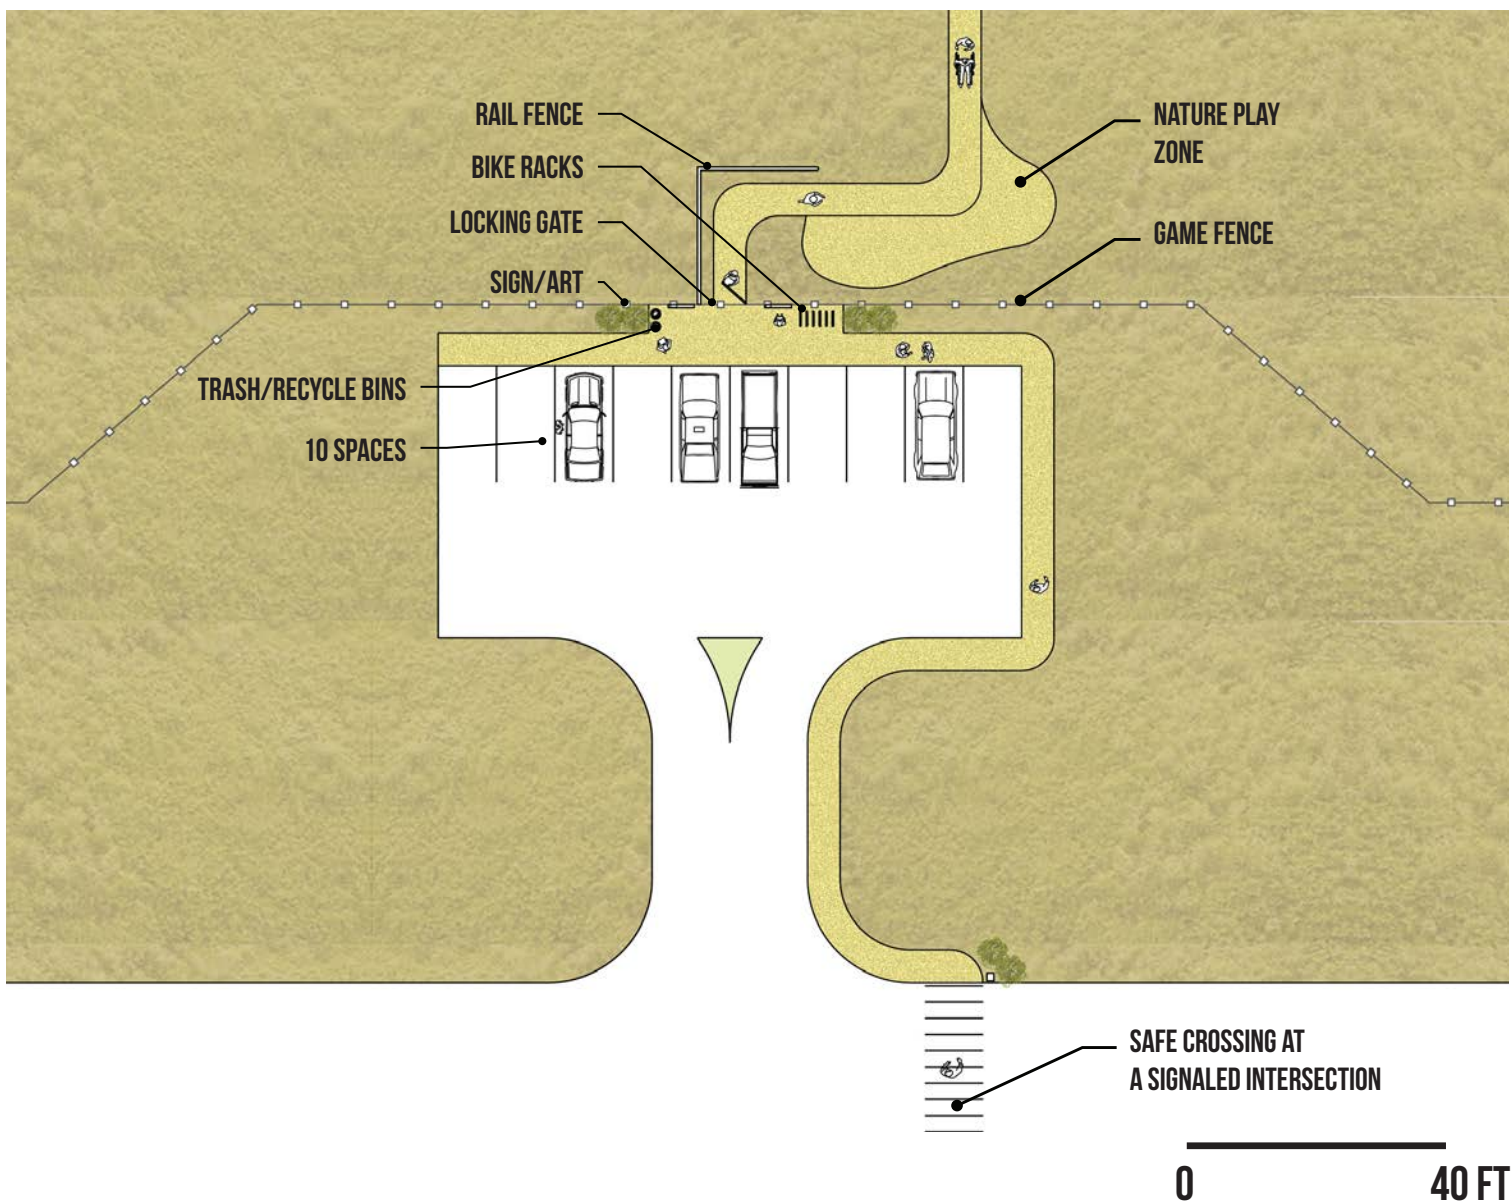 RAIL FENCE
BIKE RACKS
LOCKING GATE
SIGN/ART
TRASH/RECYCLE BINS
10 SPACES
NATURE PLAY
ZONE
GAME FENCE
SAFE CROSSING AT
A SIGNALED INTERSECTION
0 40 FT